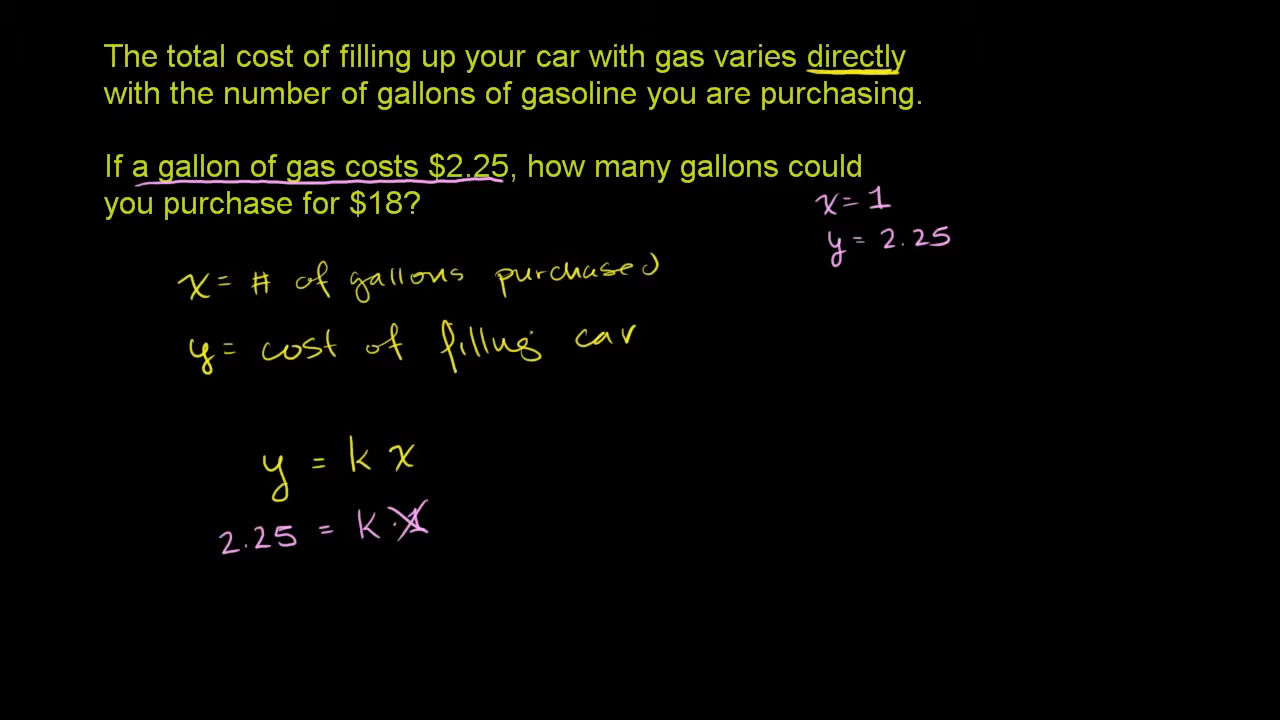 The total cost of filling up your car with gas varies directly
with the number of gallons of gasoline you are purchasing.
If a gallon of gas costs $2.25, how many gallons could
you purchase for $18?
x = 1
y = 2.25
x = # of gallons purchased
y = cost of filling car
y = k x
2.25 = k · 1